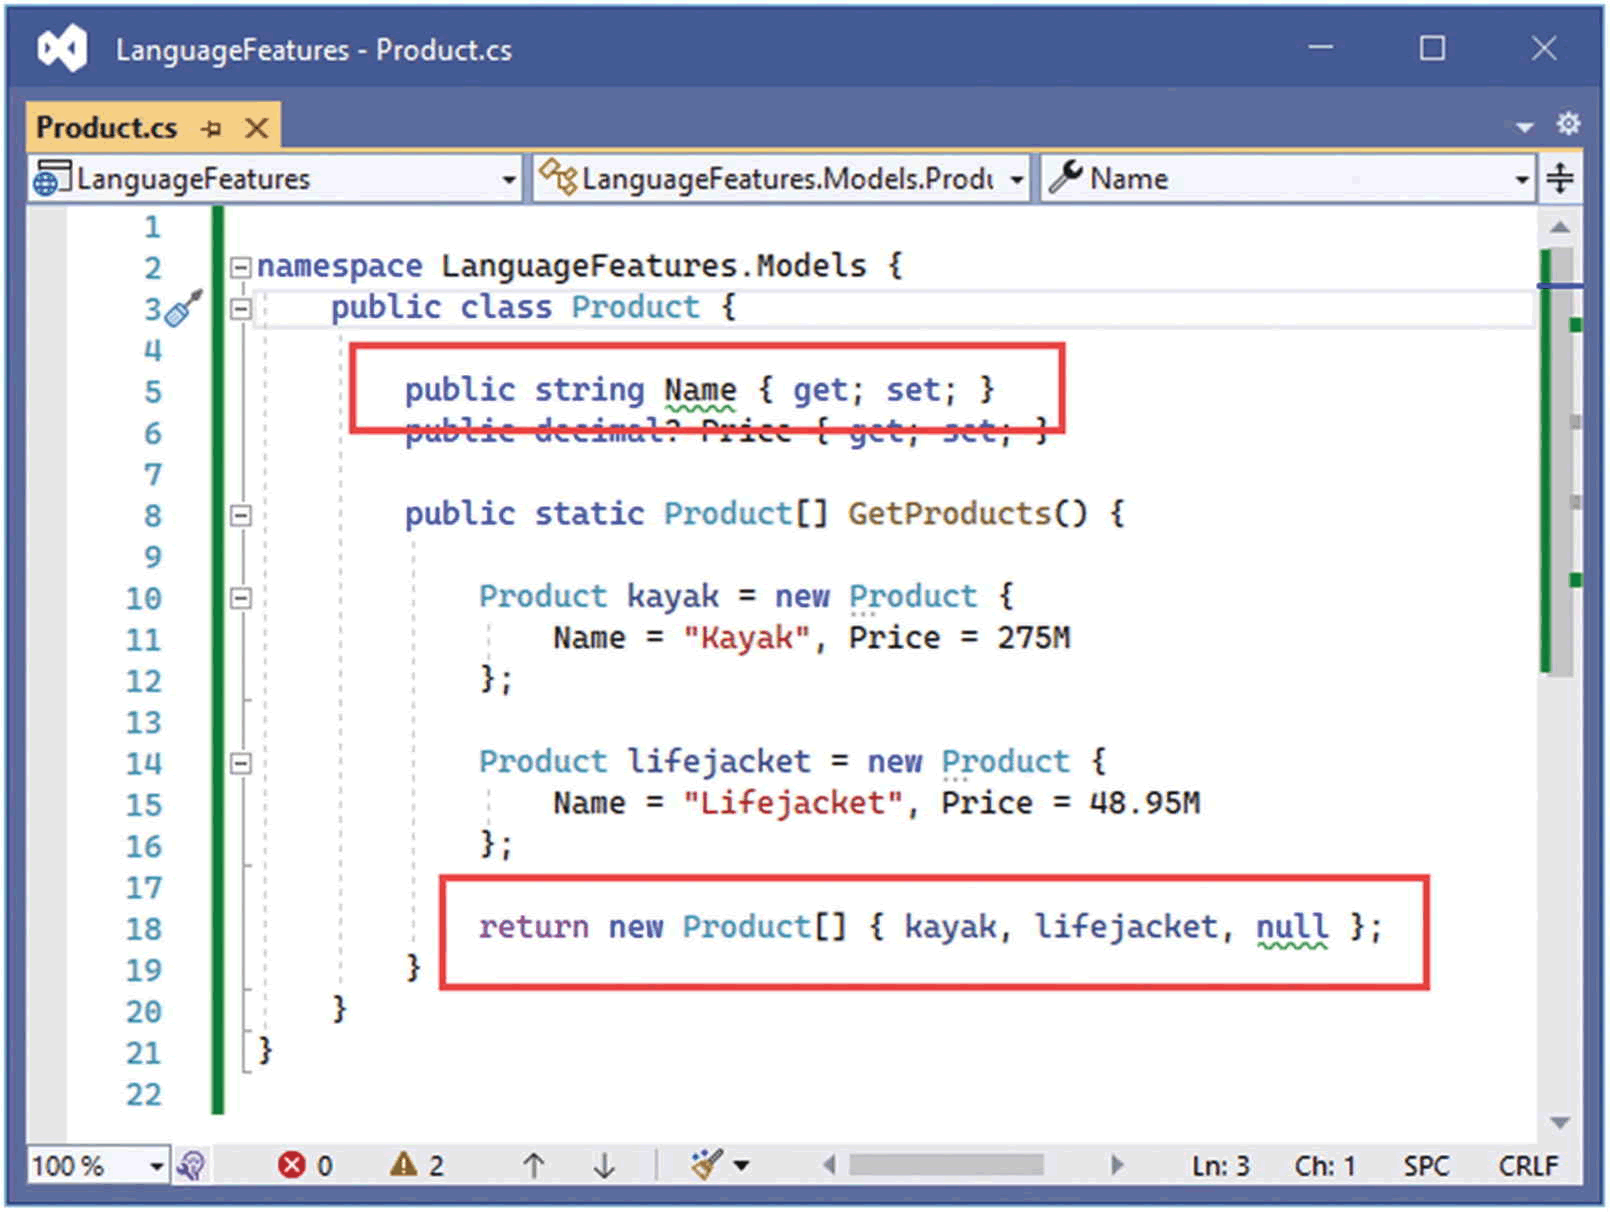 LanguageFeatures - Product.cs
Product.cs
LanguageFeatures LanguageFeatures.Models.Produ Name
1
2 namespace LanguageFeatures.Models {
3 public class Product {
4
5 public string Name { get; set; }
6 public decimal? Price { get; set; }
7
8 public static Product[] GetProducts() {
9
10 Product kayak = new Product {
11 Name = "Kayak", Price = 275M
12 };
13
14 Product lifejacket = new Product {
15 Name = "Lifejacket", Price = 48.95M
16 };
17
18 return new Product[] { kayak, lifejacket, null };
19 }
20 }
21 }
22
100 % 0 2 Ln: 3 Ch: 1 SPC CRLF